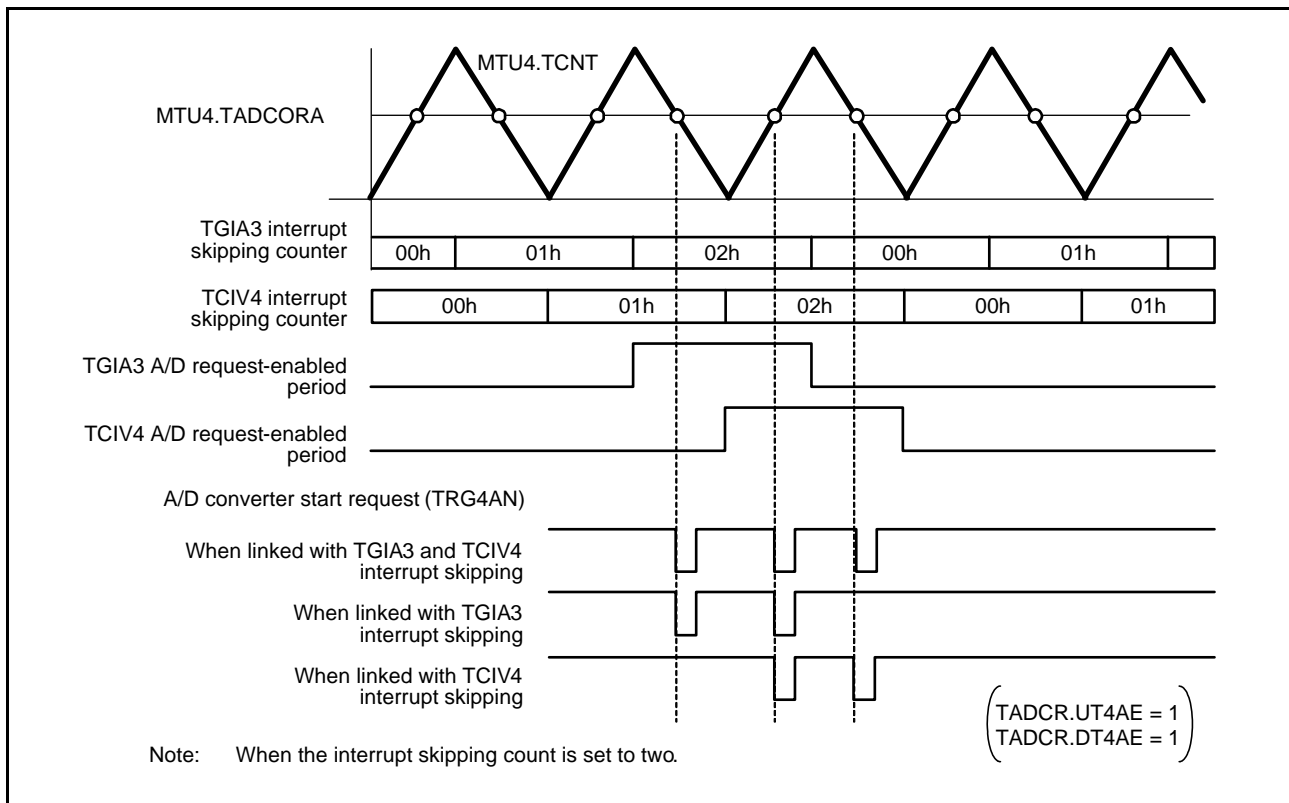 MTU4.TCNT
MTU4.TADCORA
TGIA3 interrupt
skipping counter
00h 01h 02h 00h 01h
TCIV4 interrupt
skipping counter
00h 01h 02h 00h 01h
TGIA3 A/D request-enabled
period
TCIV4 A/D request-enabled
period
A/D converter start request (TRG4AN)
When linked with TGIA3 and TCIV4
interrupt skipping
When linked with TGIA3
interrupt skipping
When linked with TCIV4
interrupt skipping
TADCR.UT4AE = 1
TADCR.DT4AE = 1
Note: When the interrupt skipping count is set to two.